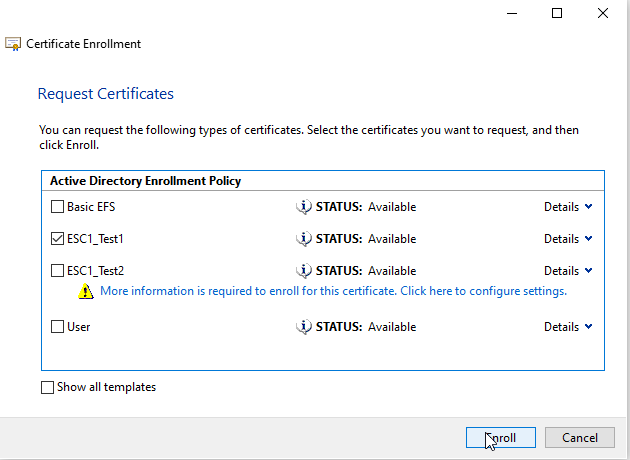 Certificate Enrollment
Request Certificates
You can request the following types of certificates. Select the certificates you want to request, and then
click Enroll.
Active Directory Enrollment Policy
Basic EFS STATUS: Available Details
ESC1_Test1 STATUS: Available Details
ESC1_Test2 STATUS: Available Details
More information is required to enroll for this certificate. Click here to configure settings.
User STATUS: Available Details
Show all templates
Enroll Cancel